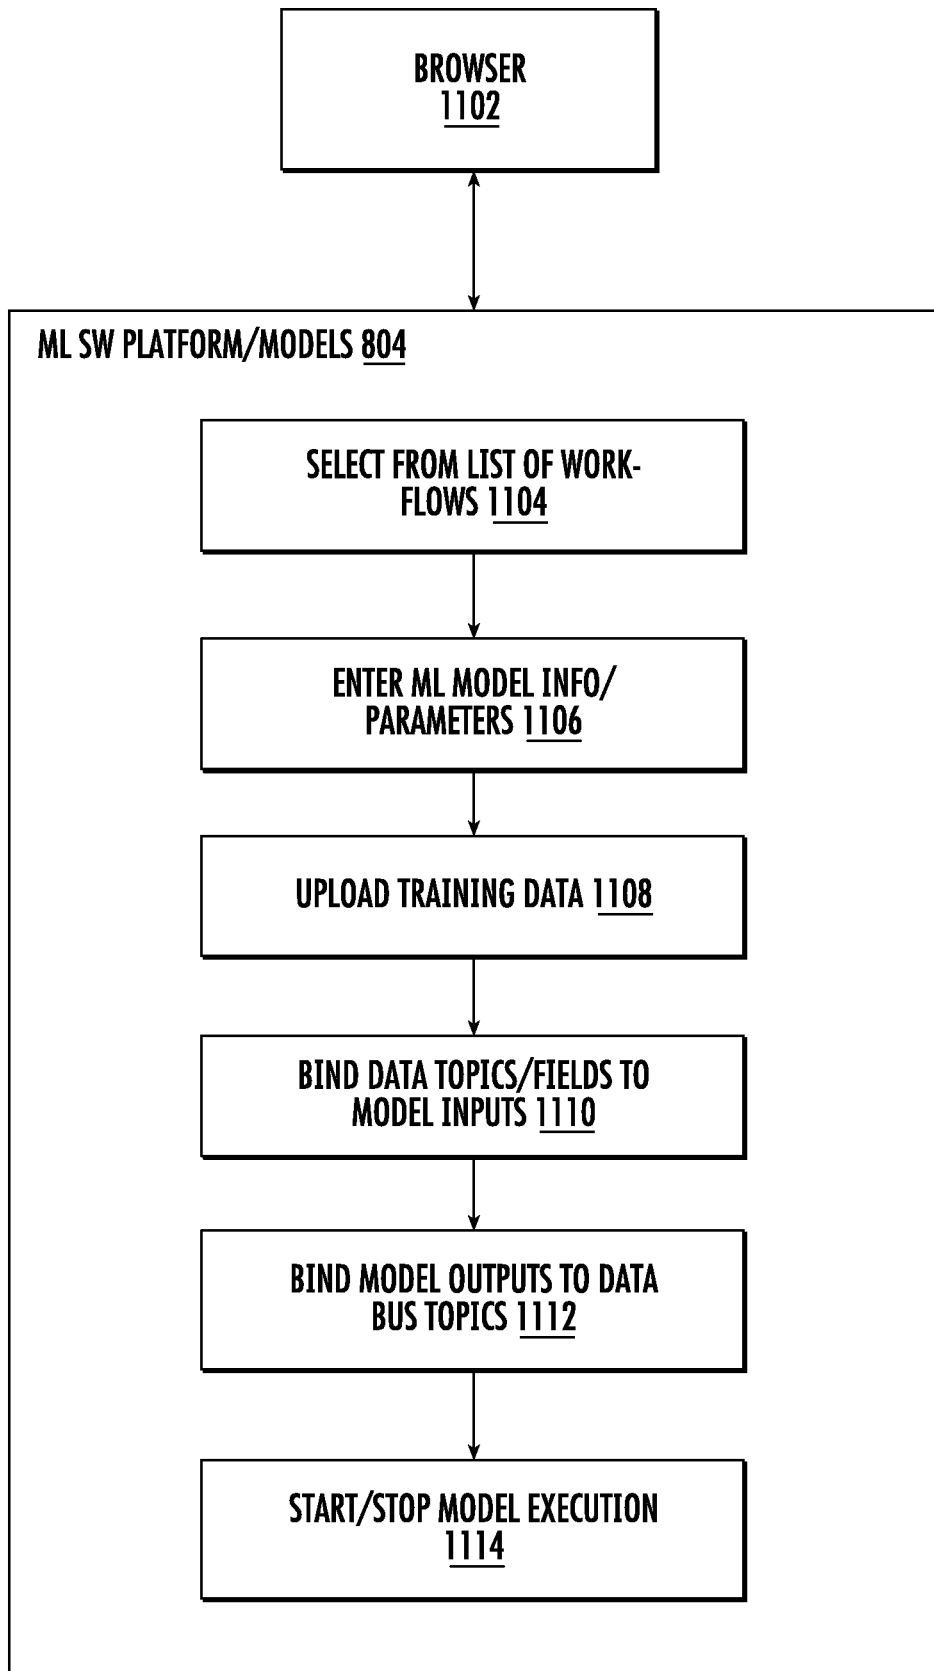 BROWSER
1102
ML SW PLATFORM/MODELS 804
SELECT FROM LIST OF WORK-
FLOWS 1104
ENTER ML MODEL INFO/
PARAMETERS 1106
UPLOAD TRAINING DATA 1108
BIND DATA TOPICS/FIELDS TO
MODEL INPUTS 1110
BIND MODEL OUTPUTS TO DATA
BUS TOPICS 1112
START/STOP MODEL EXECUTION
1114